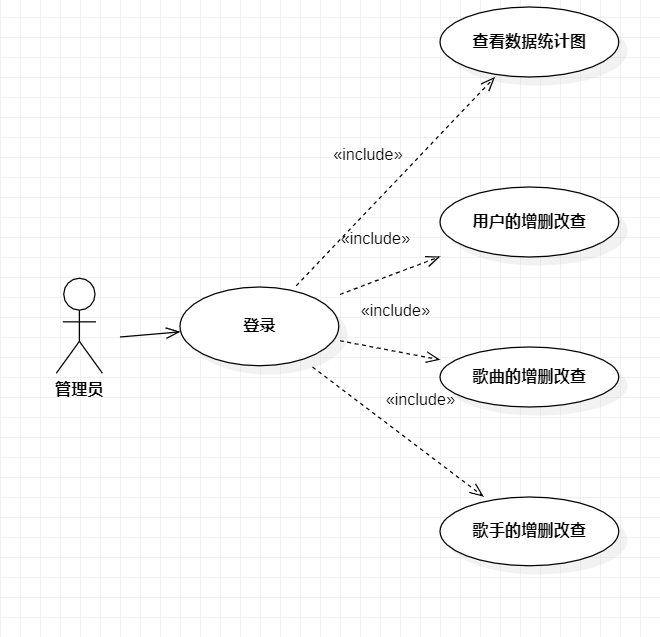 查看数据统计图
«include»
用户的增删改查
«include»
«include»
登录
歌曲的增删改查
管理员
«include»
歌手的增删改查